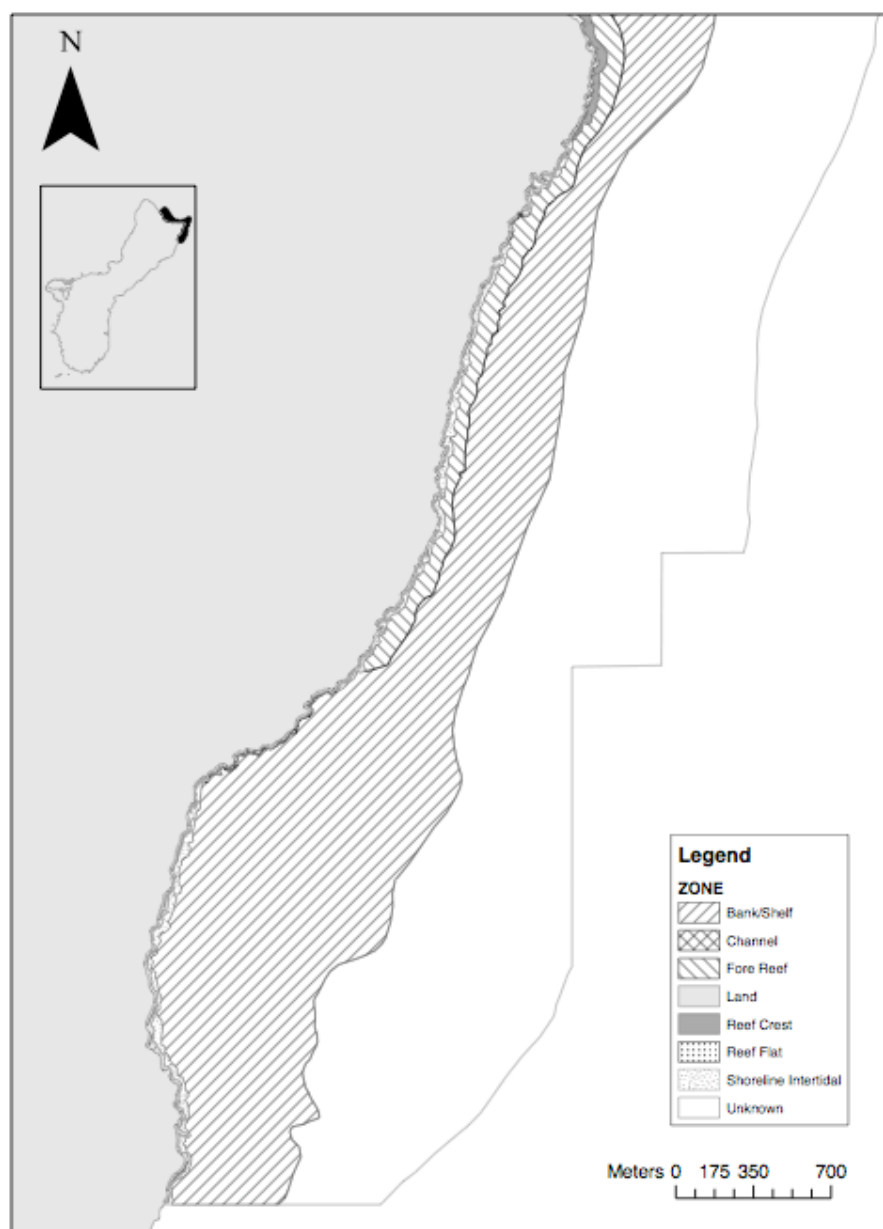 N
Legend
ZONE
Bank/Shelf
Channel
Fore Reef
Land
Reef Crest
Reef Flat
Shoreline Intertidal
Unknown
Meters 0 175 350 700